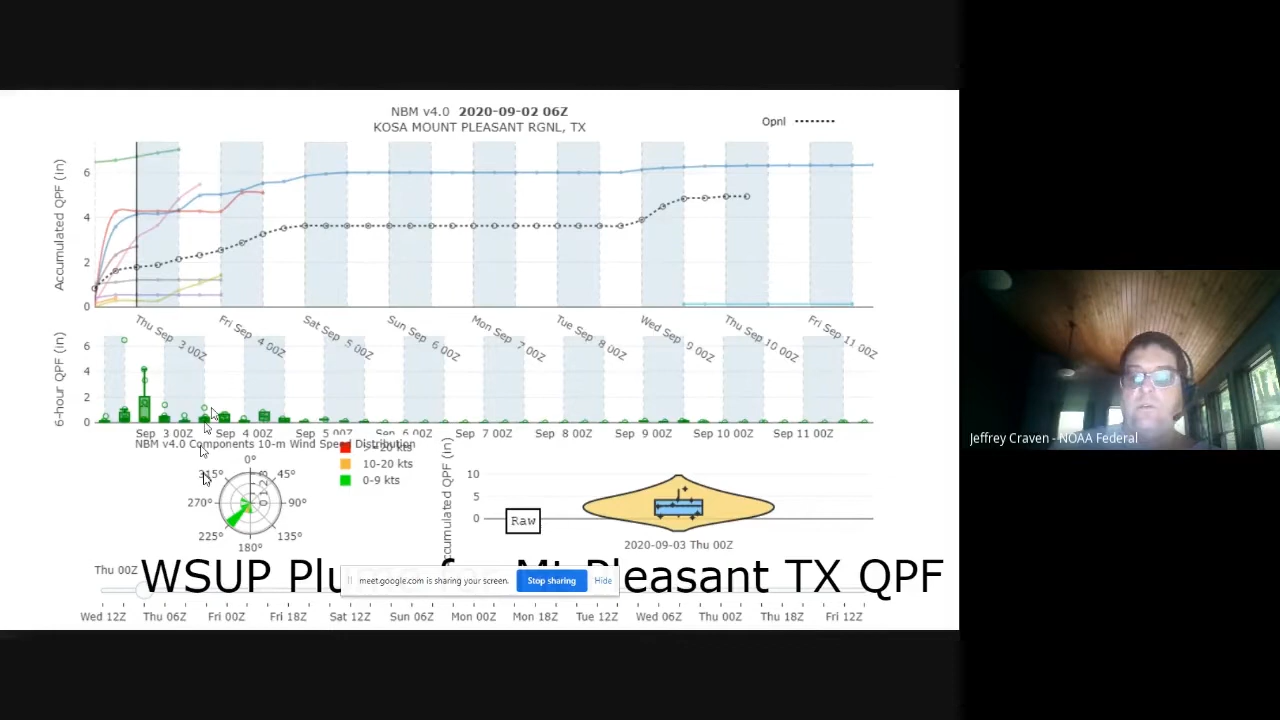 NBM v4.0 2020-09-02 06Z
KOSA MOUNT PLEASANT RGNL, TX
Opnl
Accumulated QPF (in)
6
4
2
0
Thu Sep 3 00Z
Fri Sep 4 00Z
Sat Sep 5 00Z
Sun Sep 6 00Z
Mon Sep 7 00Z
Tue Sep 8 00Z
Wed Sep 9 00Z
Thu Sep 10 00Z
Fri Sep 11 00Z
6-hour QPF (in)
6
4
2
0
Sep 3 00Z
Sep 4 00Z
Sep 5 00Z
Sep 6 00Z
Sep 7 00Z
Sep 8 00Z
Sep 9 00Z
Sep 10 00Z
Sep 11 00Z
NBM v4.0 Components 10-m Wind Speed Distribution
> 20 kts
10-20 kts
0-9 kts
0°
45°
90°
135°
180°
225°
270°
315°
0 1 2 3
Accumulated QPF (in)
10
5
0
Raw
2020-09-03 Thu 00Z
Thu 00Z
WSUP Plu for Mt Pleasant TX QPF
meet.google.com is sharing your screen.
Stop sharing
Hide
Wed 12Z
Thu 06Z
Fri 00Z
Fri 18Z
Sat 12Z
Sun 06Z
Mon 00Z
Mon 18Z
Tue 12Z
Wed 06Z
Thu 00Z
Thu 18Z
Fri 12Z
Jeffrey Craven - NOAA Federal